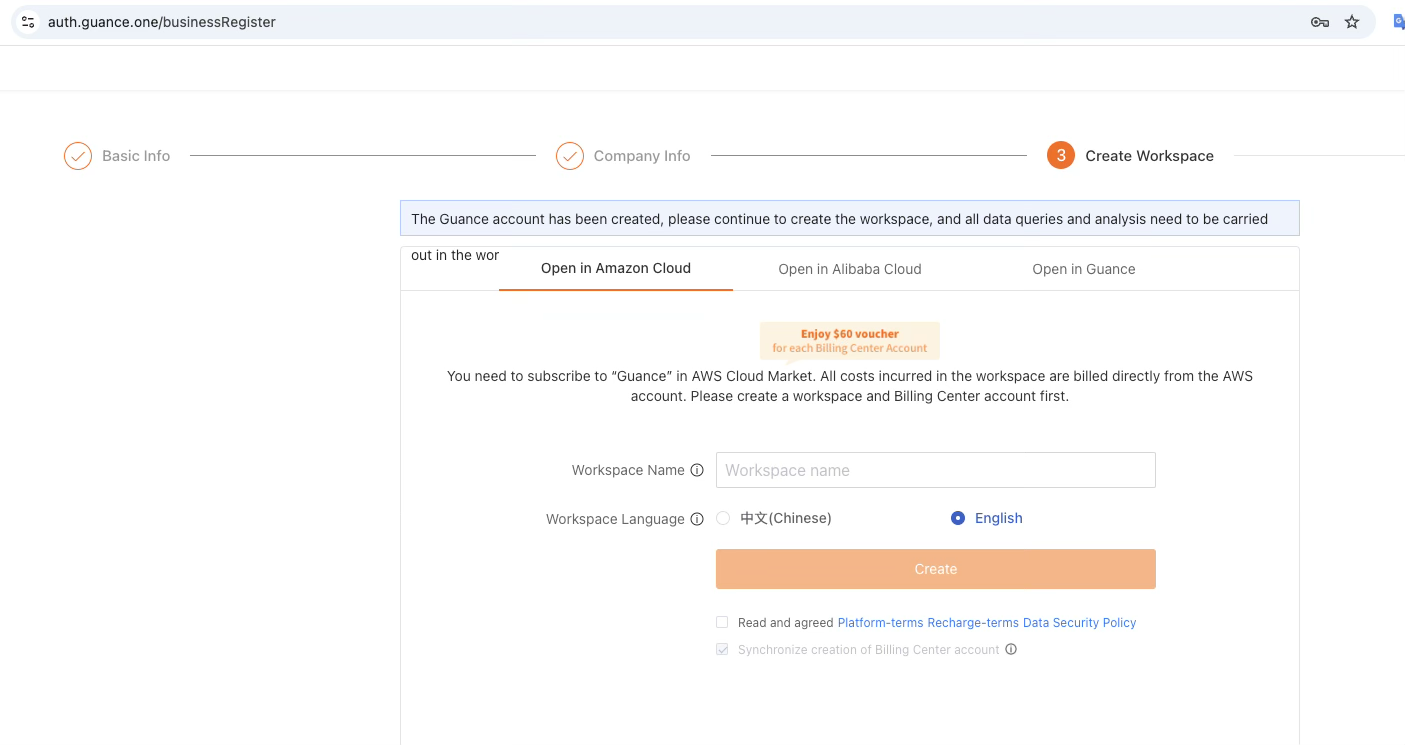 auth.guance.one/businessRegister
Basic Info
Company Info
3 Create Workspace
The Guance account has been created, please continue to create the workspace, and all data queries and analysis need to be carried
out in the wor
Open in Amazon Cloud
Open in Alibaba Cloud
Open in Guance
Enjoy $60 voucher
for each Billing Center Account
You need to subscribe to “Guance” in AWS Cloud Market. All costs incurred in the workspace are billed directly from the AWS
account. Please create a workspace and Billing Center account first.
Workspace Name
Workspace name
Workspace Language
中文(Chinese)
English
Create
Read and agreed Platform-terms Recharge-terms Data Security Policy
Synchronize creation of Billing Center account